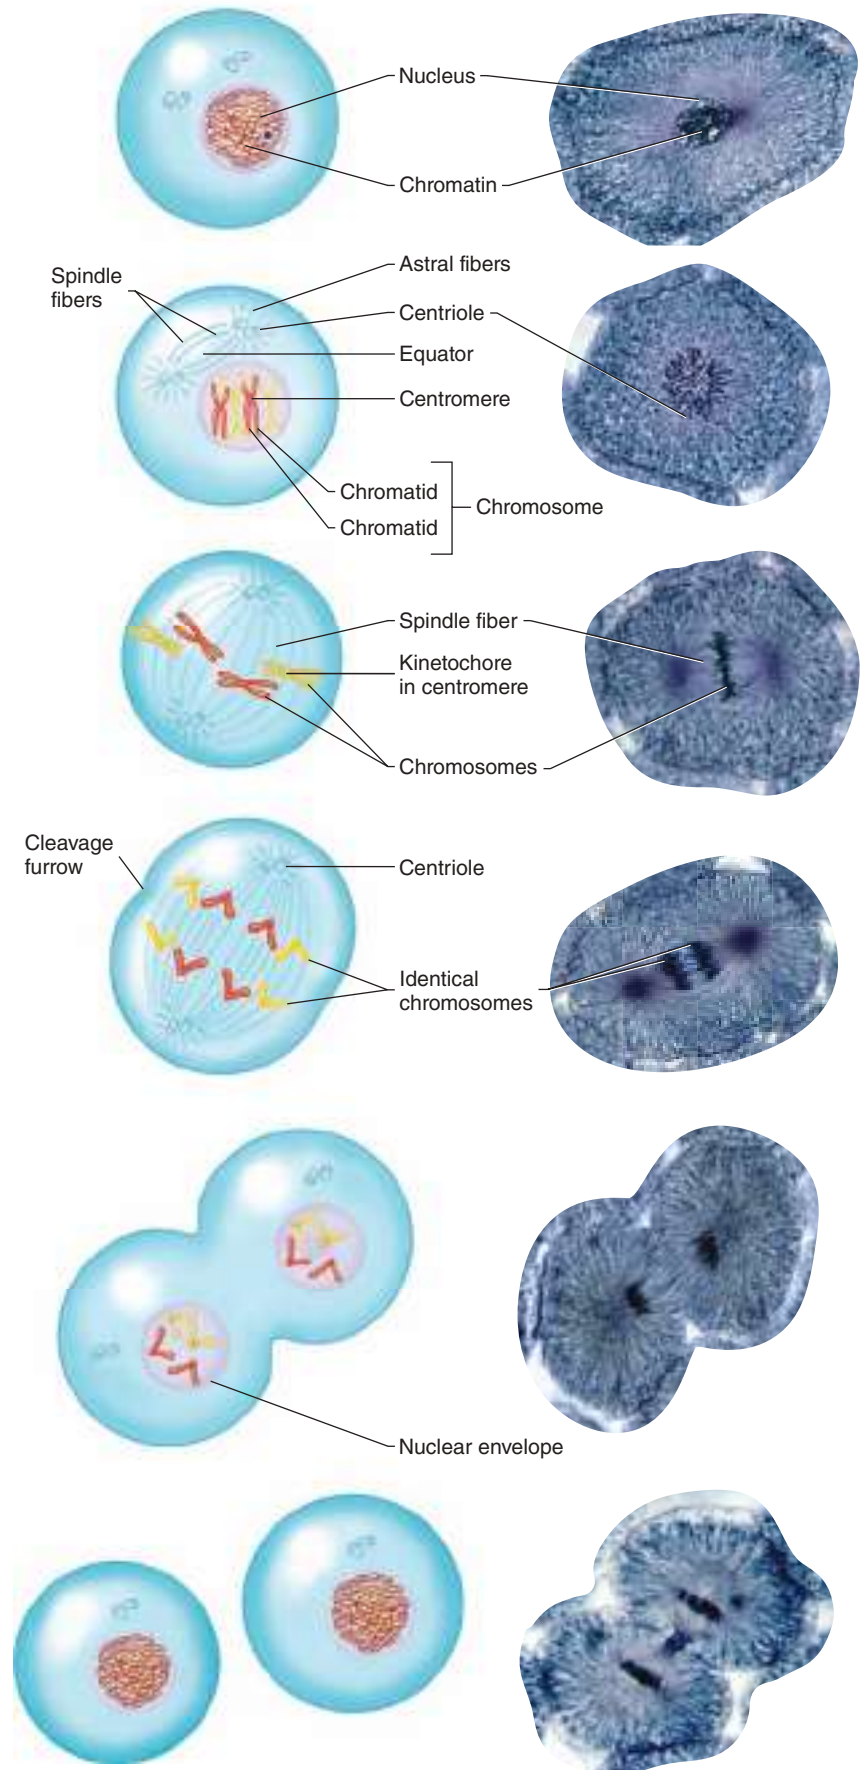 Nucleus
Chromatin
Spindle
fibers
Astral fibers
Centriole
Equator
Centromere
Chromatid
Chromatid
Chromosome
Spindle fiber
Kinetochore
in centromere
Chromosomes
Cleavage
furrow
Centriole
Identical
chromosomes
Nuclear envelope